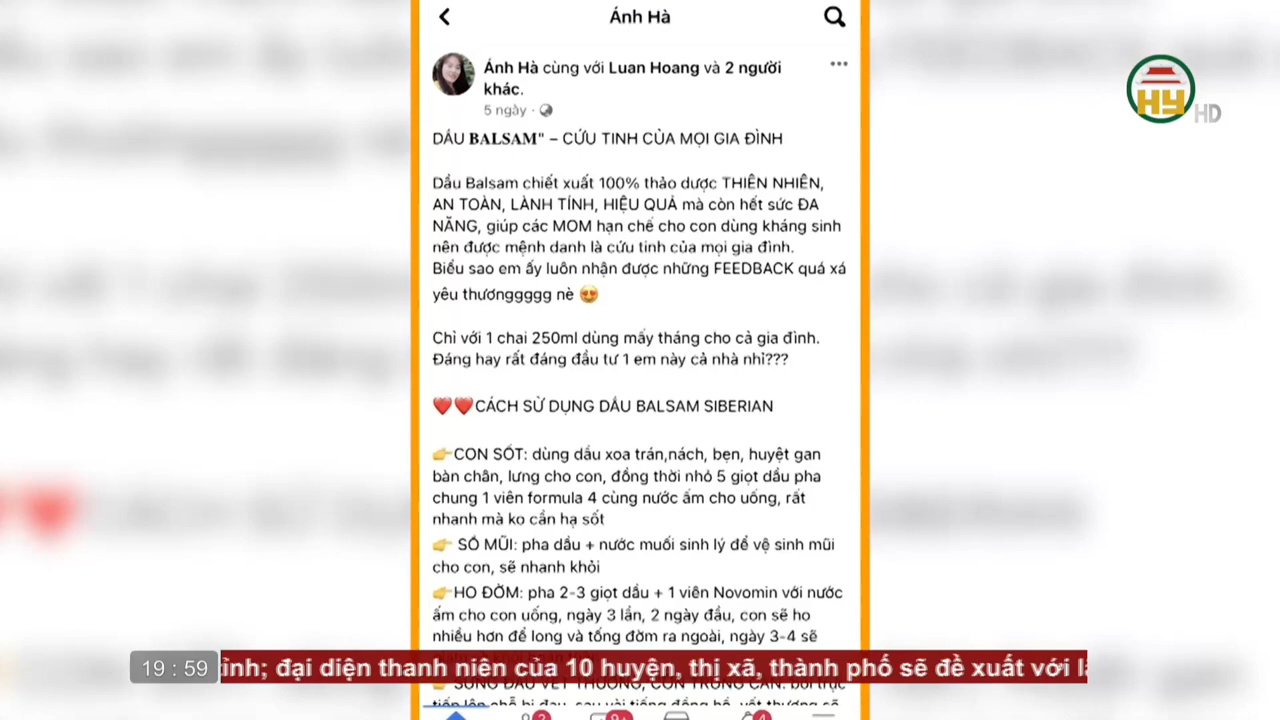 Ánh Hà
Ánh Hà cùng với Luan Hoang và 2 người
khác.
5 ngày ·
HY HD
DẦU BALSAM" – CỨU TINH CỦA MỌI GIA ĐÌNH
Dầu Balsam chiết xuất 100% thảo dược THIÊN NHIÊN,
AN TOÀN, LÀNH TÍNH, HIỆU QUẢ mà còn hết sức ĐA
NĂNG, giúp các MOM hạn chế cho con dùng kháng sinh
nên được mệnh danh là cứu tinh của mọi gia đình.
Biểu sao em ấy luôn nhận được những FEEDBACK quá xá
yêu thươnggggg nè
Chỉ với 1 chai 250ml dùng mấy tháng cho cả gia đình.
Đáng hay rất đáng đầu tư 1 em này cả nhà nhỉ???
CÁCH SỬ DỤNG DẦU BALSAM SIBERIAN
CON SỐT: dùng dầu xoa trán,nách, bẹn, huyệt gan
bàn chân, lưng cho con, đồng thời nhỏ 5 giọt dầu pha
chung 1 viên formula 4 cùng nước ấm cho uống, rất
nhanh mà ko cần hạ sốt
SỔ MŨI: pha dầu + nước muối sinh lý để vệ sinh mũi
cho con, sẽ nhanh khỏi
HO ĐỜM: pha 2-3 giọt dầu + 1 viên Novomin với nước
ấm cho con uống, ngày 3 lần, 2 ngày đầu, con sẽ ho
nhiều hơn để long và tống đờm ra ngoài, ngày 3-4 sẽ
19 : 59 ỉnh; đại diện thanh niên của 10 huyện, thị xã, thành phố sẽ đề xuất với l